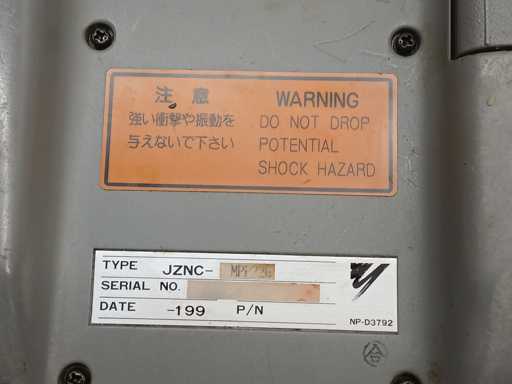 注意
強い衝撃や振動を
与えないで下さい
WARNING
DO NOT DROP
POTENTIAL
SHOCK HAZARD
TYPE JZNC-
SERIAL NO.
DATE -199 P/N
NP-D3792
合